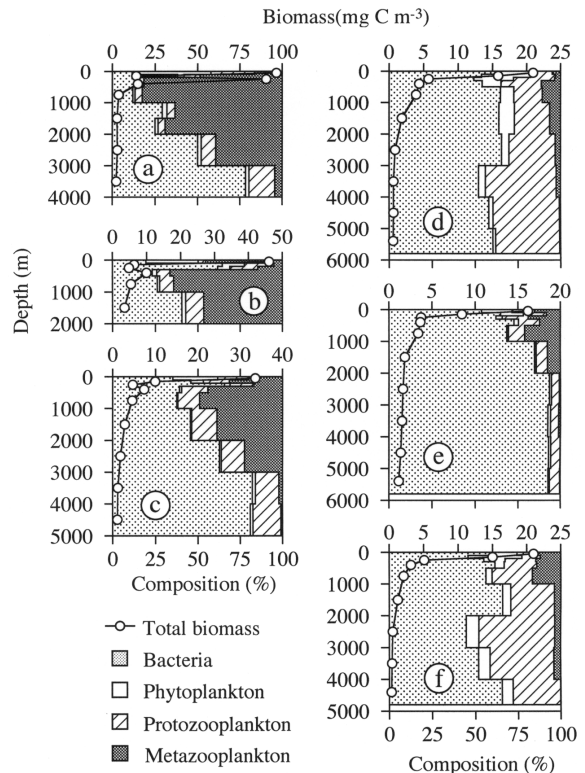 Biomass(mg C m-3)
0 25 50 75 100
0 5 10 15 20 25
0
1000
2000
3000
4000
a
0
1000
2000
3000
4000
5000
6000
d
Depth (m)
0 10 20 30 40 50
0
1000
2000
b
0 10 20 30 40
0
1000
2000
3000
4000
5000
c
0 25 50 75 100
Composition (%)
0 5 10 15 20
0
1000
2000
3000
4000
5000
6000
e
0 5 10 15 20 25
0
1000
2000
3000
4000
5000
f
0 25 50 75 100
Composition (%)
Total biomass
Bacteria
Phytoplankton
Protozooplankton
Metazooplankton